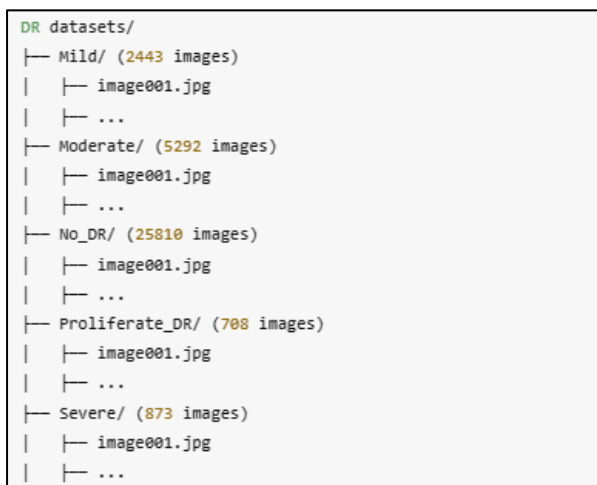 DR datasets/
├── Mild/ (2443 images)
│   ├── image001.jpg
│   ├── ...
├── Moderate/ (5292 images)
│   ├── image001.jpg
│   ├── ...
├── No_DR/ (25810 images)
│   ├── image001.jpg
│   ├── ...
├── Proliferate_DR/ (708 images)
│   ├── image001.jpg
│   ├── ...
├── Severe/ (873 images)
│   ├── image001.jpg
│   ├── ...